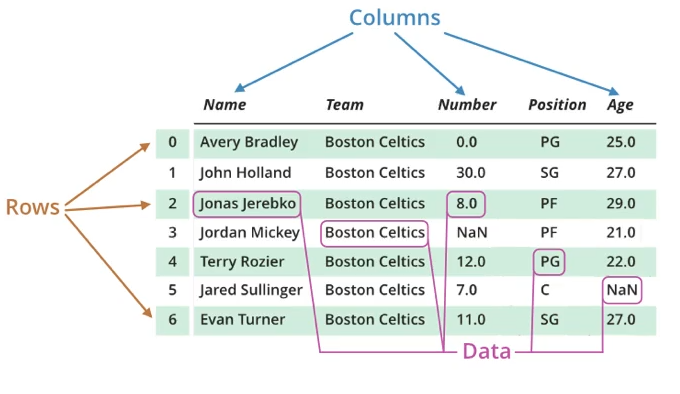 Columns
Name Team Number Position Age
0 Avery Bradley Boston Celtics 0.0 PG 25.0
1 John Holland Boston Celtics 30.0 SG 27.0
Rows
2 Jonas Jerebko Boston Celtics 8.0 PF 29.0
3 Jordan Mickey Boston Celtics NaN PF 21.0
4 Terry Rozier Boston Celtics 12.0 PG 22.0
5 Jared Sullinger Boston Celtics 7.0 C NaN
6 Evan Turner Boston Celtics 11.0 SG 27.0
Data